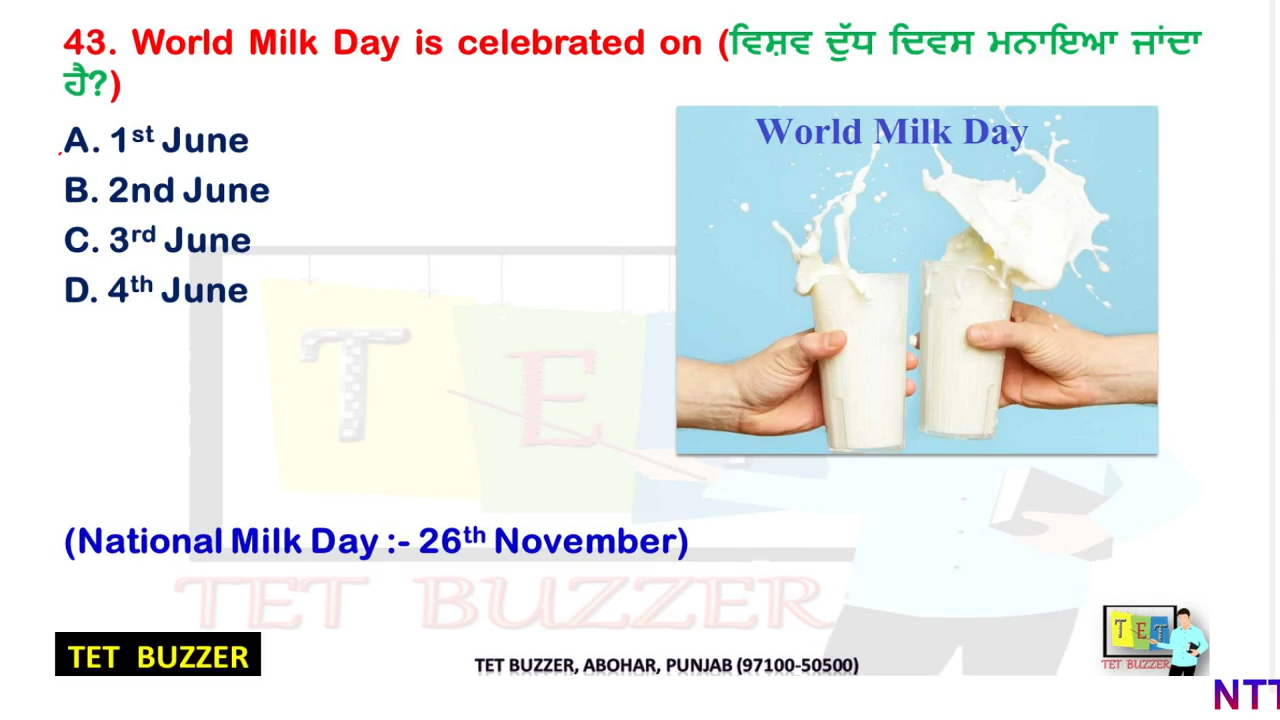 43. World Milk Day is celebrated on (ਵਿਸ਼ਵ ਦੁੱਧ ਦਿਵਸ ਮਨਾਇਆ ਜਾਂਦਾ
ਹੈ?)
World Milk Day
A. 1st June
B. 2nd June
C. 3rd June
D. 4th June
T E
(National Milk Day :- 26th November)
TET BUZZER
TET
TET BUZZER
TET BUZZER
TET BUZZER, ABOHAR, PUNJAB (97100-50500)
NTT